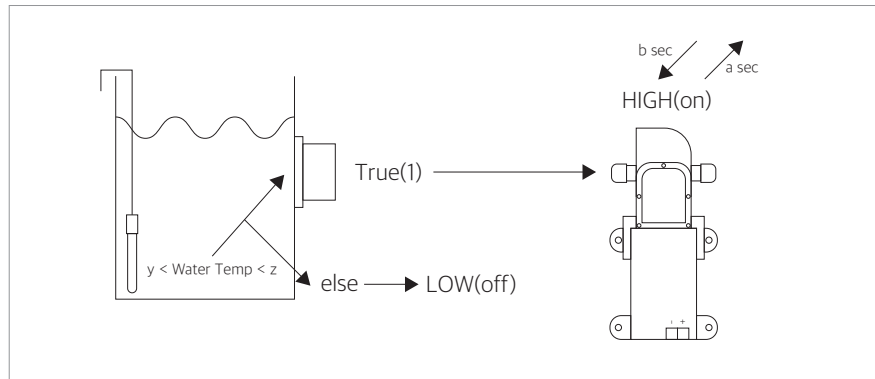 b sec
a sec
HIGH(on)
True(1)
y < Water Temp < z
else
LOW(off)
- +